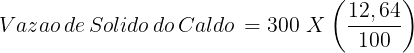 Vazao de Solido do Caldo = 300 X (12,64/100)